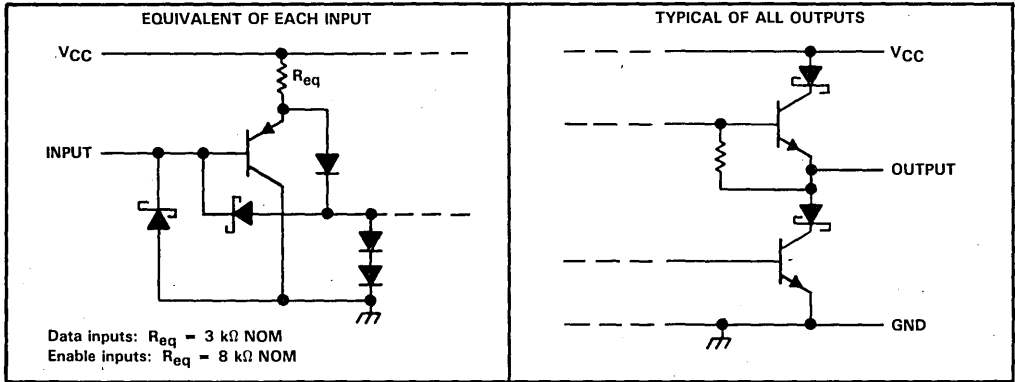 EQUIVALENT OF EACH INPUT
VCC
Req
INPUT
Data inputs: Req = 3 kΩ NOM
Enable inputs: Req = 8 kΩ NOM
TYPICAL OF ALL OUTPUTS
VCC
OUTPUT
GND